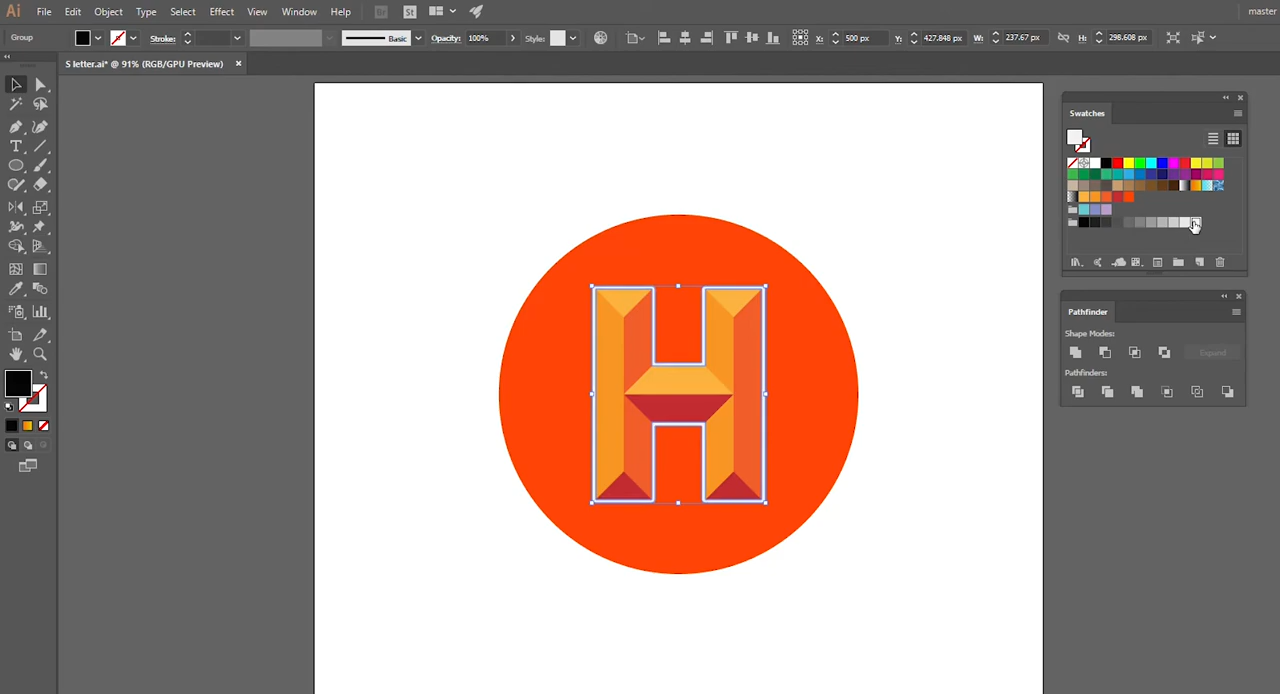 Ai File Edit Object Type Select Effect View Window Help Br St master
Group Stroke: Basic Opacity: 100% Style: X: 500 px Y: 427.848 px W: 237.67 px H: 298.608 px
S letter.ai* @ 91% (RGB/GPU Preview)
Swatches
H
Pathfinder
Shape Modes:
Expand
Pathfinders: